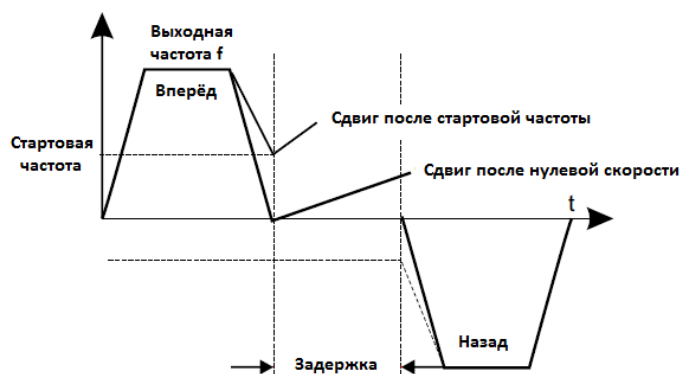 Выходная
частота f
Вперёд
Сдвиг после стартовой частоты
Стартовая
частота
Сдвиг после нулевой скорости
t
Назад
Задержка